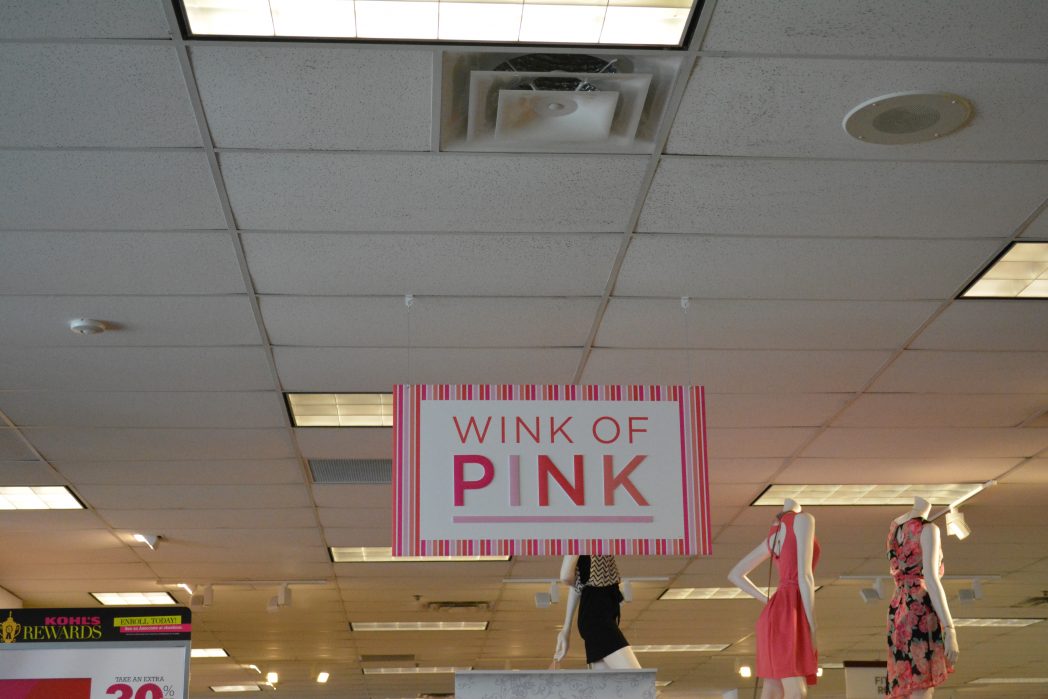 WINK OF
PINK
KOHL'S
REWARDS
ENROLL TODAY!
TAKE AN EXTRA
20%